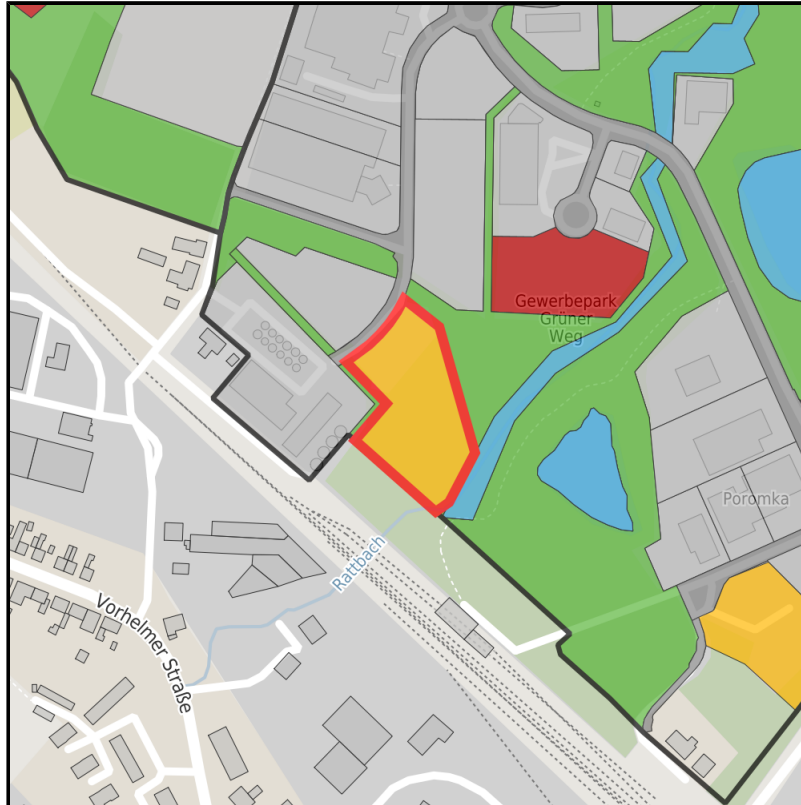 Gewerbepark
Grüner
Weg
Poromka
Rattbach
Vorhelmer Straße